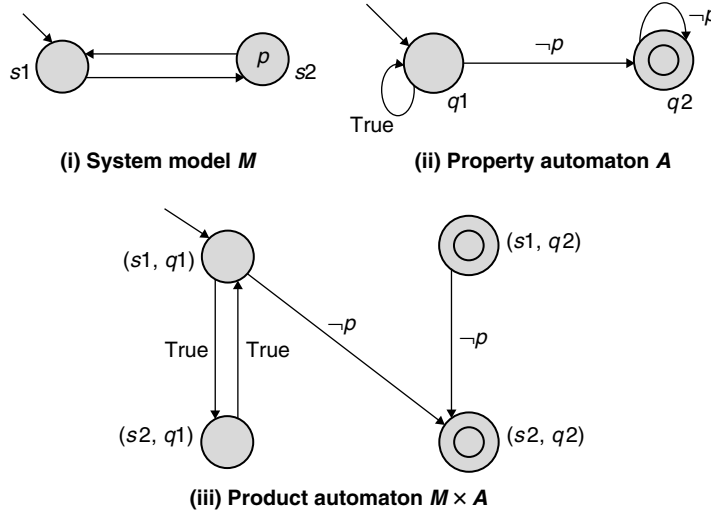 p
s1
s2
¬p
¬p
q1
q2
True
(i) System model M
(ii) Property automaton A
(s1, q1)
(s1, q2)
¬p
True
True
¬p
(s2, q1)
(s2, q2)
(iii) Product automaton M × A